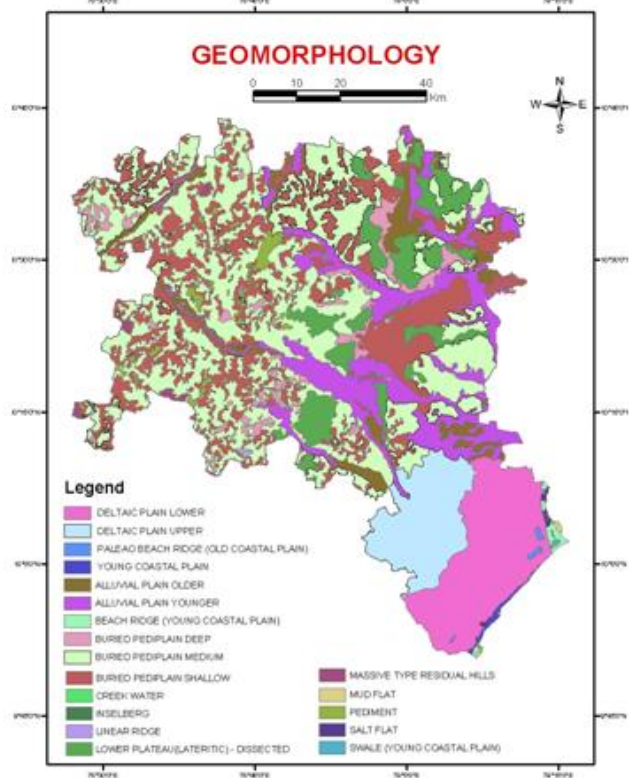 GEOMORPHOLOGY
0 10 20 40
Km
N
W E
S
Legend
DELTAIC PLAIN LOWER
DELTAIC PLAIN UPPER
PALEAO BEACH RIDGE (OLD COASTAL PLAIN)
YOUNG COASTAL PLAIN
ALLUVIAL PLAIN OLDER
ALLUVIAL PLAIN YOUNGER
BEACH RIDGE (YOUNG COASTAL PLAIN)
BURIED PEDIPLAIN DEEP
BURIED PEDIPLAIN MEDIUM
BURIED PEDIPLAIN SHALLOW
CREEK WATER
INSELBERG
LINEAR RIDGE
LOWER PLATEAU(LATERITIC) - DISSECTED
MASSIVE TYPE RESIDUAL HILLS
MUD FLAT
PEDIMENT
SALT FLAT
SWALE (YOUNG COASTAL PLAIN)